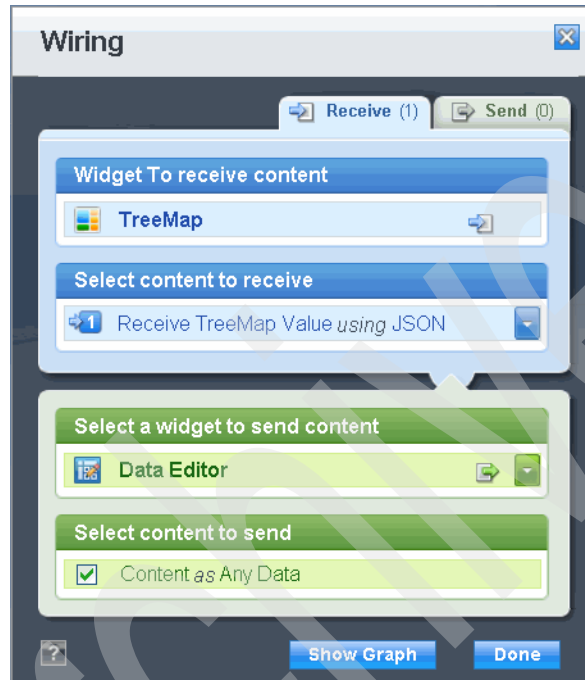 Wiring
Receive (1) Send (0)
Widget To receive content
TreeMap
Select content to receive
1 Receive TreeMap Value using JSON
Select a widget to send content
Data Editor
Select content to send
Content as Any Data
? Show Graph Done